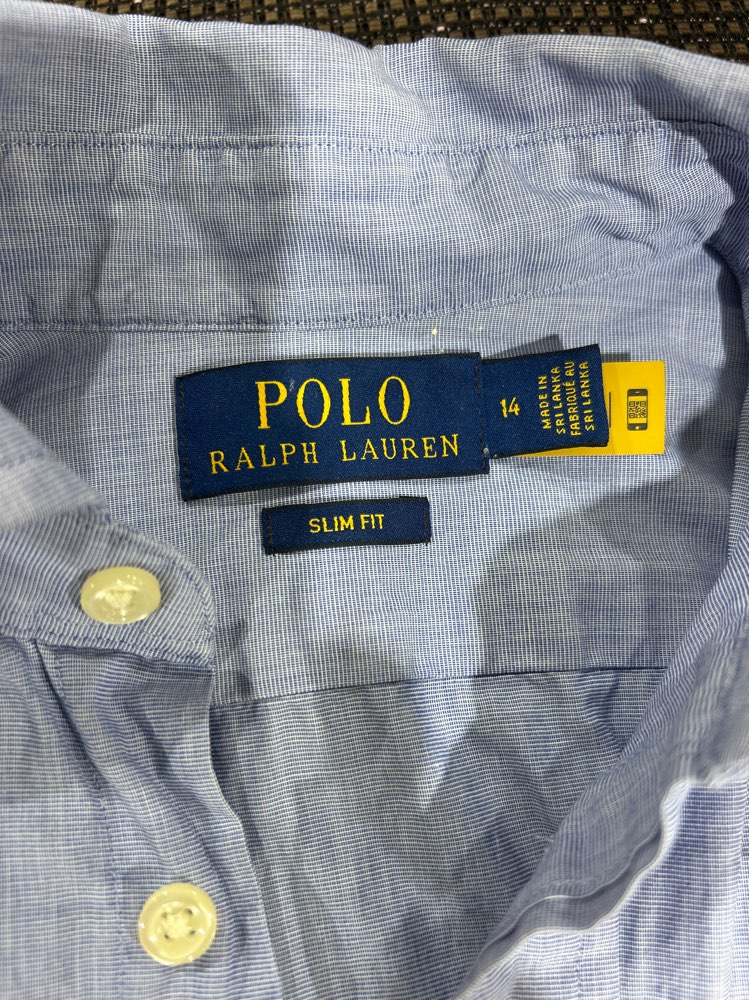 POLO
RALPH LAUREN
14
MADE IN
SRI LANKA
FABRIQUÉ AU
SRI LANKA
SLIM FIT